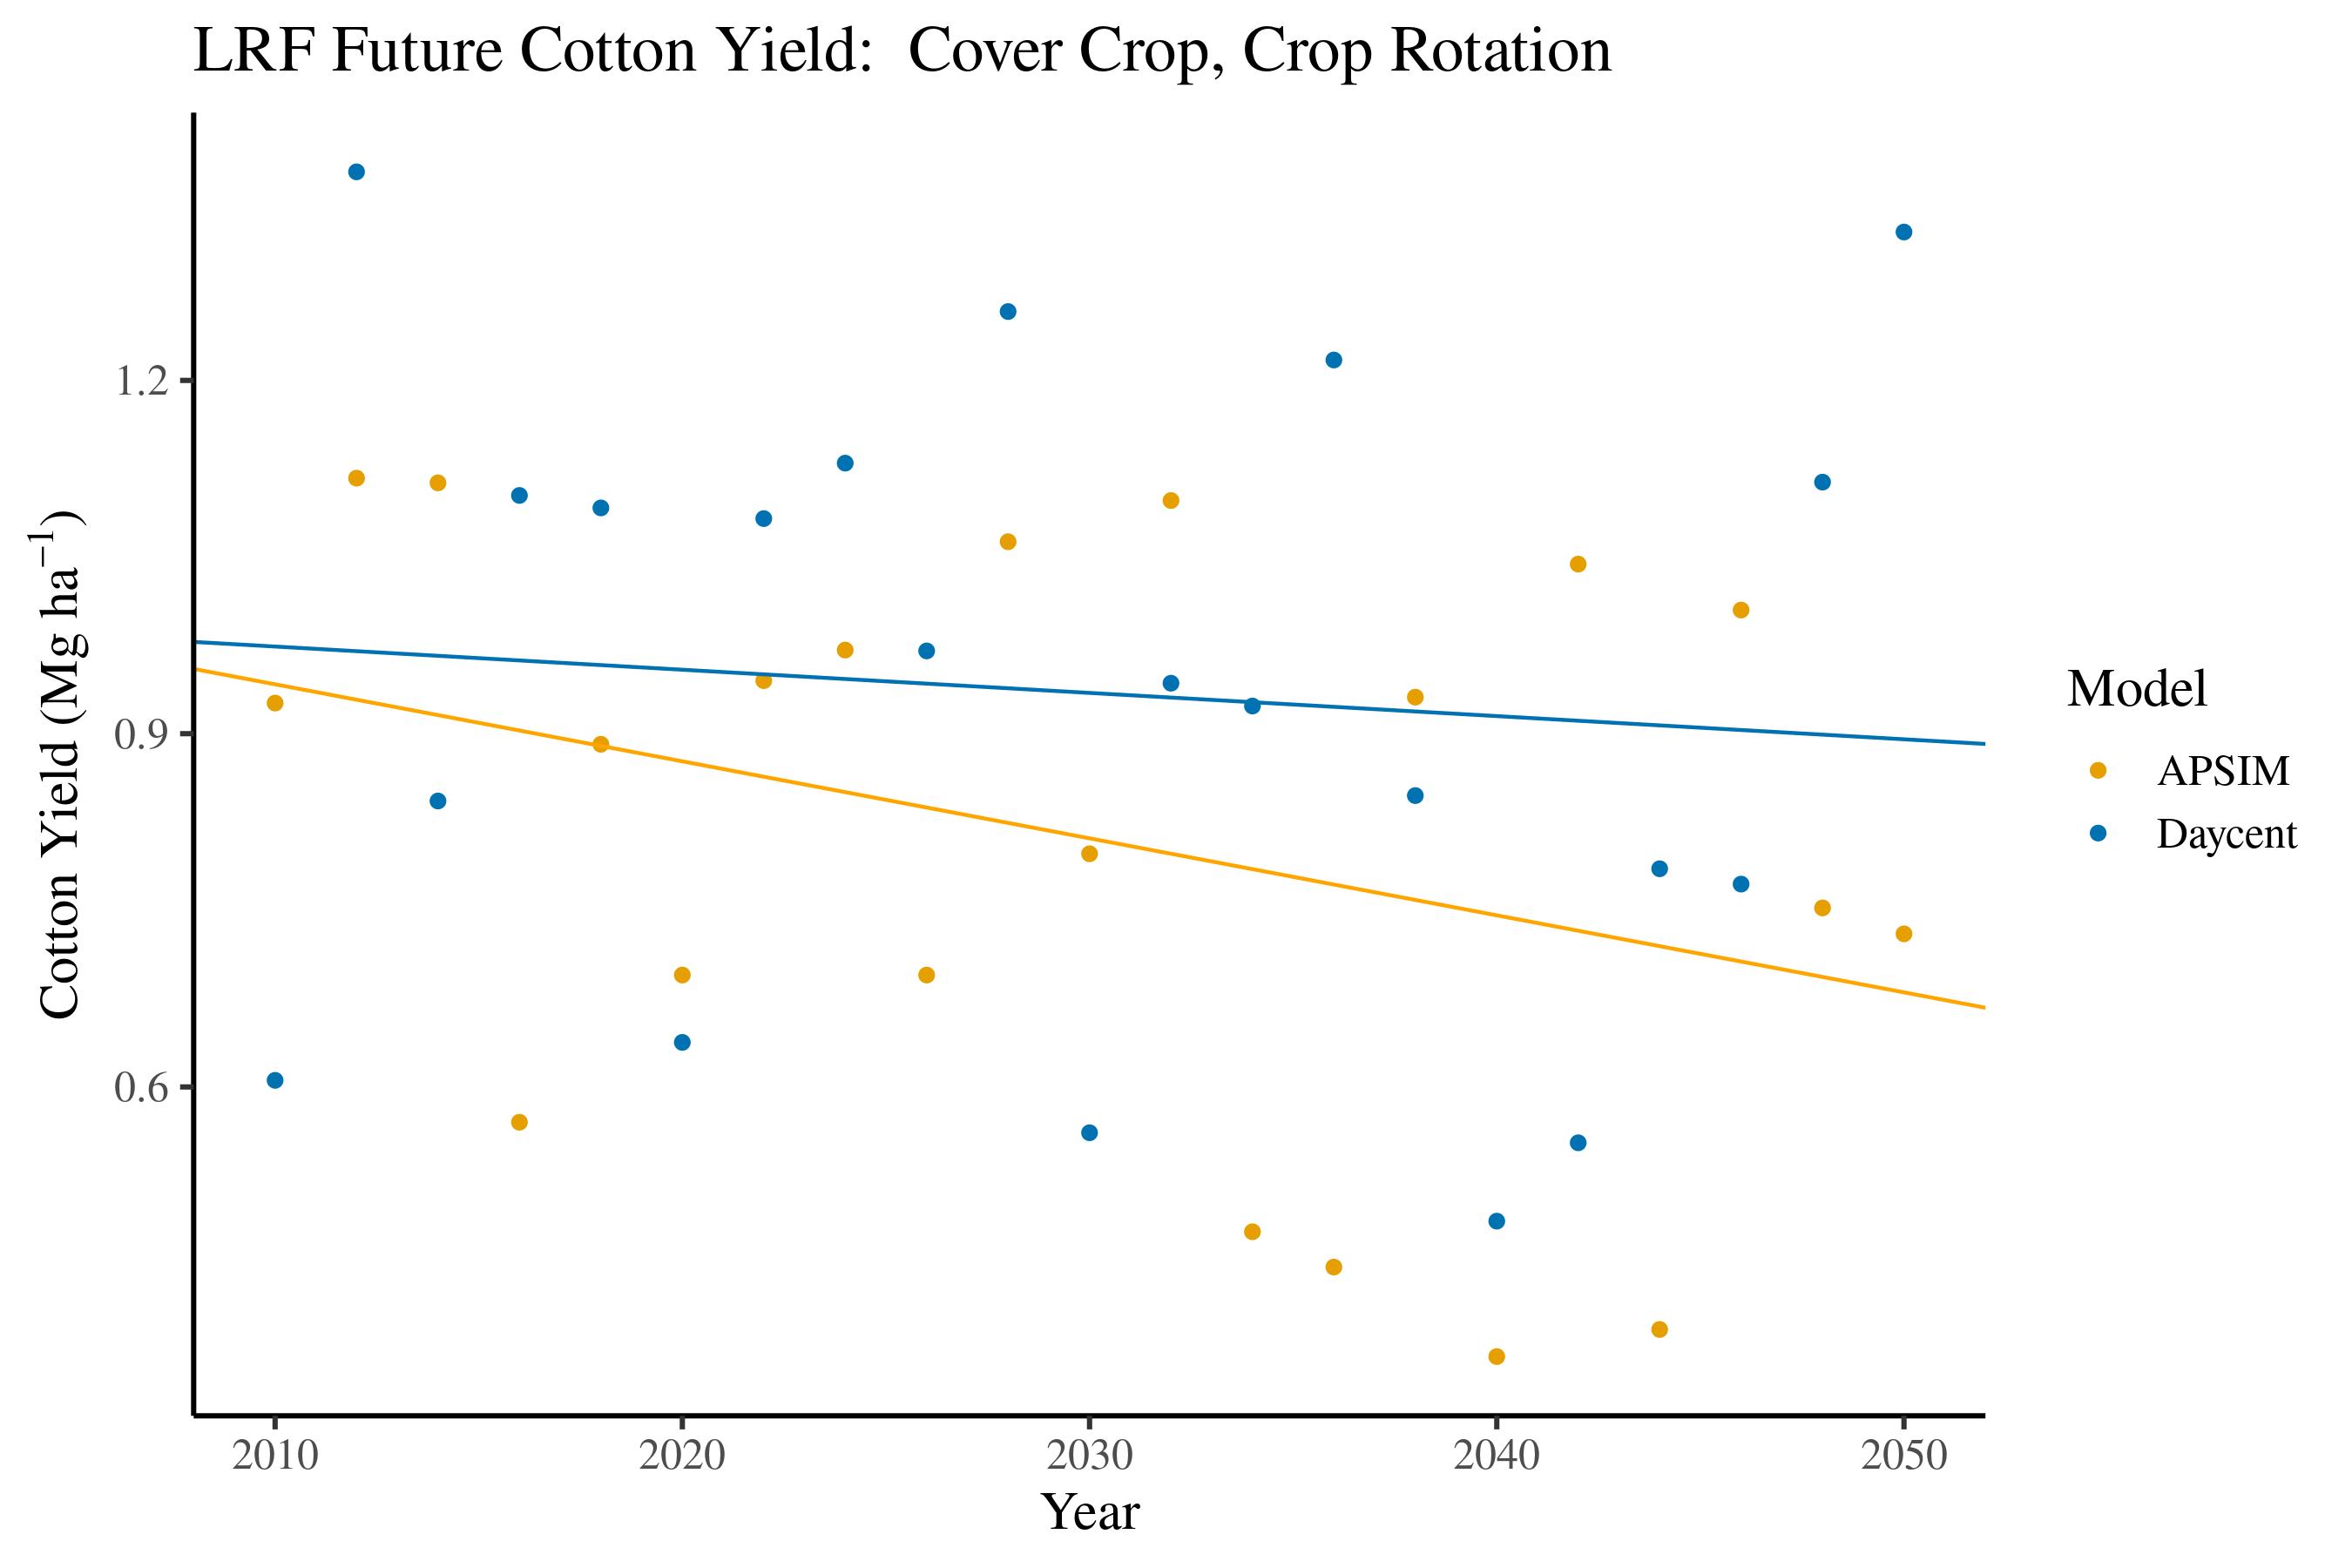 LRF Future Cotton Yield:  Cover Crop, Crop Rotation
Cotton Yield (Mg ha⁻¹)
1.2
0.9
0.6
2010
2020
2030
2040
2050
Year
Model
APSIM
Daycent